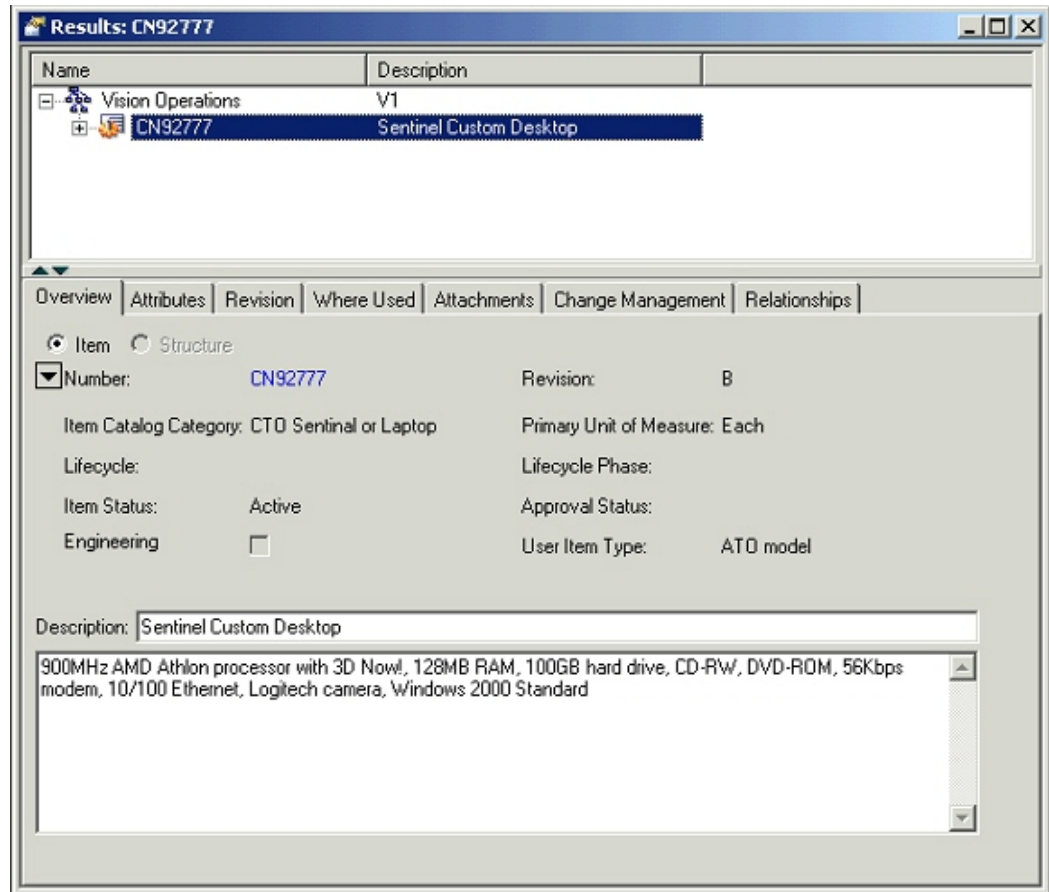 Results: CN92777
Name Description
Vision Operations V1
CN92777 Sentinel Custom Desktop
Overview Attributes Revision Where Used Attachments Change Management Relationships
Item Structure
Number: CN92777 Revision: B
Item Catalog Category: CTO Sentinal or Laptop Primary Unit of Measure: Each
Lifecycle: Lifecycle Phase:
Item Status: Active Approval Status:
Engineering User Item Type: ATO model
Description: Sentinel Custom Desktop
900MHz AMD Athlon processor with 3D Now!, 128MB RAM, 100GB hard drive, CD-RW, DVD-ROM, 56Kbps
modem, 10/100 Ethernet, Logitech camera, Windows 2000 Standard